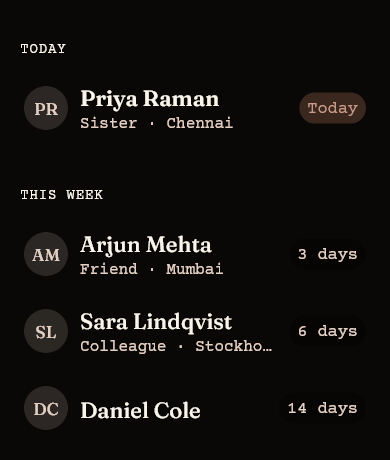 TODAY
PR
Priya Raman
Today
Sister · Chennai
THIS WEEK
AM
Arjun Mehta
3 days
Friend · Mumbai
SL
Sara Lindqvist
6 days
Colleague · Stockho…
DC
Daniel Cole
14 days